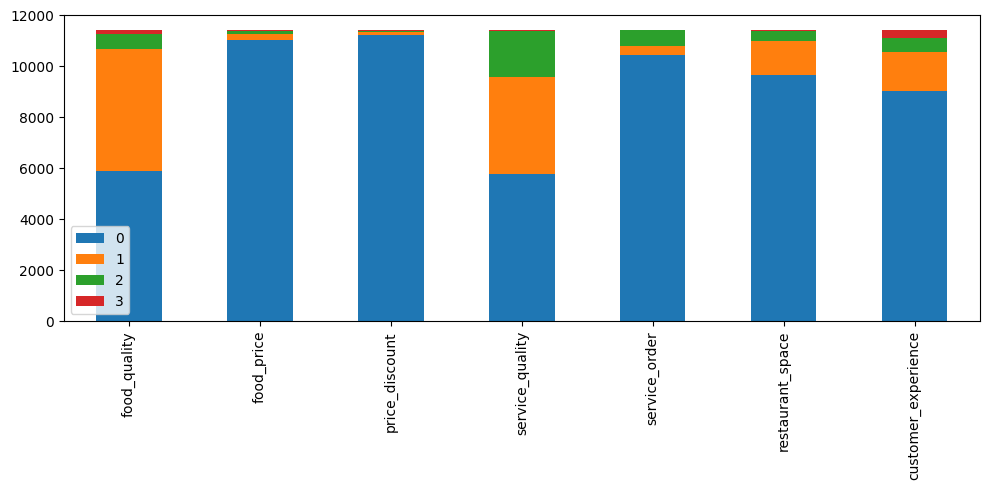 12000
10000
8000
6000
4000
2000
0
0
1
2
3
food_quality
food_price
price_discount
service_quality
service_order
restaurant_space
customer_experience